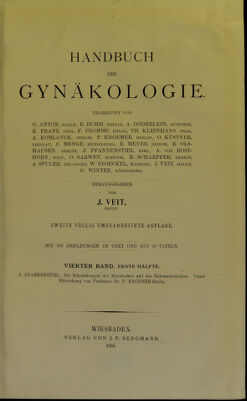 HANDBUCH
DER
GYNÄKOLOGIE.
BEARBEITET VON
G. ANTON, HALLE, E. BUMM, BERLIN, A. DÖDERLEIN, MÜNCHEN,
K. FRANZ, JENA, F. FROMME, HALLE, TH. KLEINHANS, PRAG,
A. KOBLANCK, BERLIN, P. KROEMER, BERLIN, O. KÜSTNER,
BRESLAU, C. MENGE, HEIDELBERG, R. MEYER, BERLIN, R. OLS-
HAUSEN, BERLIN, J. PFANNENSTIEL, KIEL, A. VON ROST-
HORN, WIEN, O. SARWEY, ROSTOCK, R. SCHAEFFER, BERLIN,
A. SPULER, ERLANGEN, W. STOECKEL, MARBURG, J. VEIT, HALLE,
G. WINTER, KÖNIGSBERG.
HERAUSGEGEBEN
VON
J. VEIT,
HALLE.
ZWEITE VÖLLIG UMGEARBEITETE AUFLAGE.
MIT ABBILDUNGEN IM TEXT UND AUF TAFELN.
VIERTER BAND, ERSTE HÄLFTE.
J. PFANNENSTIEL, Die Erkrankungen des Eierstockes und des Nebeneierstockes. Unter
Mitwirkung von Professor Dr. P. KROEMER-Berlin.
WIESBADEN.
VERLAG VON J. F. BERGMANN.
1908.